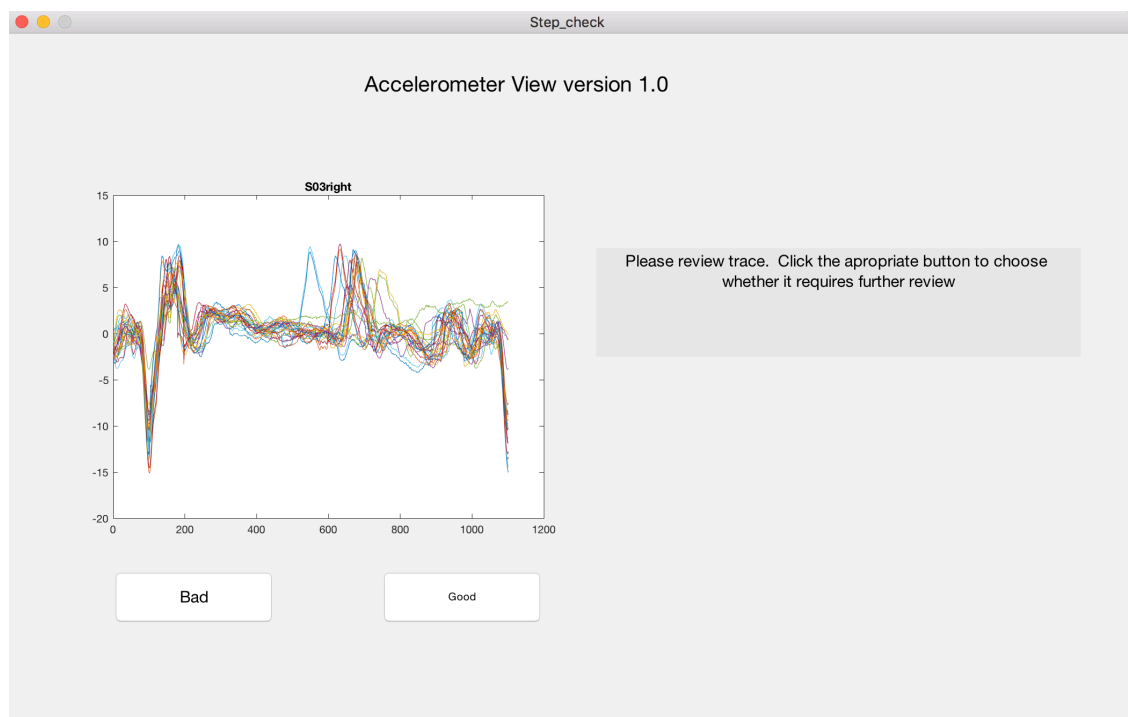 Step_check
Accelerometer View version 1.0
S03right
15
10
5
0
-5
-10
-15
-20
0 200 400 600 800 1000 1200
Please review trace.  Click the apropriate button to choose
whether it requires further review
Bad Good